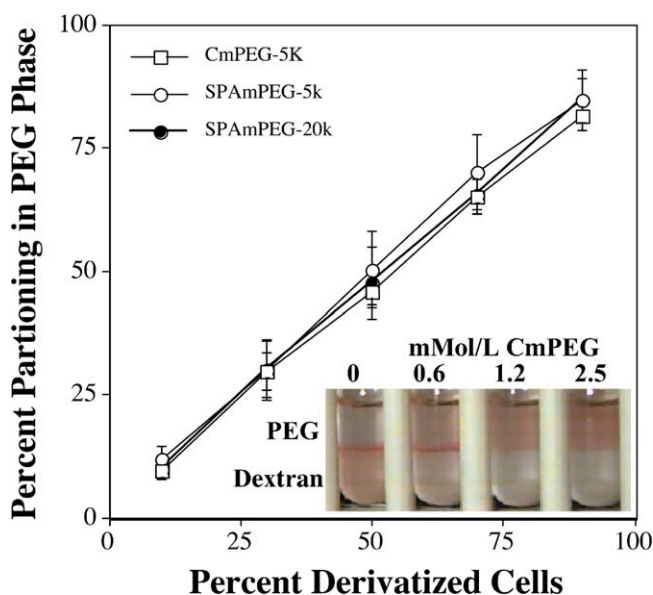 Percent Partioning in PEG Phase
100
75
50
25
0
CmPEG-5K
SPAmPEG-5k
SPAmPEG-20k
mMol/L CmPEG
0 0.6 1.2 2.5
PEG
Dextran
0 25 50 75 100
Percent Derivatized Cells